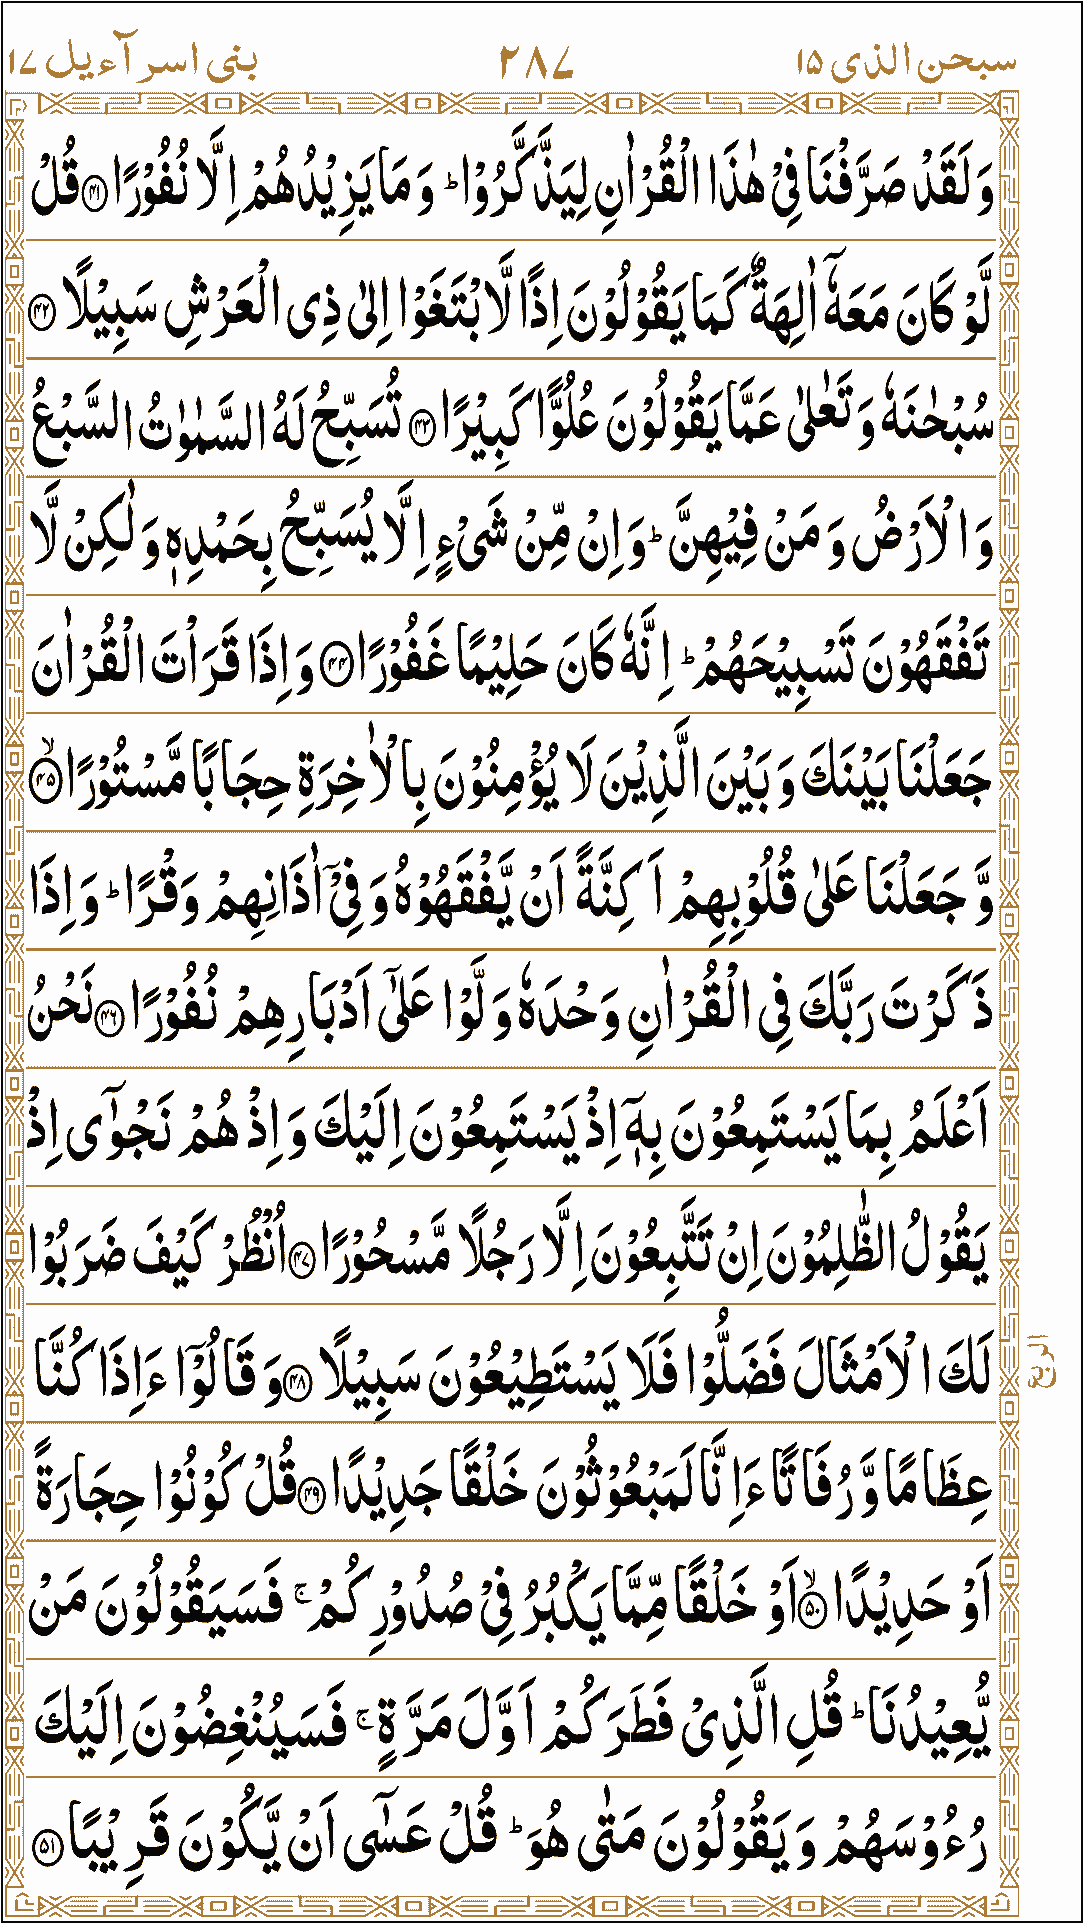 سبحن الذی ۱۵ ۲۸۷ بنی اسرآءیل ۱۷
وَلَقَدْ صَرَّفْنَا فِیْ هٰذَا الْقُرْاٰنِ لِیَذَّكَّرُوْا ؕ وَمَا یَزِیْدُهُمْ اِلَّا نُفُوْرًا ﴿۴۱﴾ قُلْ
لَّوْ كَانَ مَعَهٗۤ اٰلِهَةٌ كَمَا یَقُوْلُوْنَ اِذًا لَّابْتَغَوْا اِلٰی ذِی الْعَرْشِ سَبِیْلًا ﴿۴۲﴾
سُبْحٰنَهٗ وَتَعٰلٰی عَمَّا یَقُوْلُوْنَ عُلُوًّا كَبِیْرًا ﴿۴۳﴾ تُسَبِّحُ لَهُ السَّمٰوٰتُ السَّبْعُ
وَالْاَرْضُ وَمَنْ فِیْهِنَّ ؕ وَاِنْ مِّنْ شَیْءٍ اِلَّا یُسَبِّحُ بِحَمْدِهٖ وَلٰكِنْ لَّا
تَفْقَهُوْنَ تَسْبِیْحَهُمْ ؕ اِنَّهٗ كَانَ حَلِیْمًا غَفُوْرًا ﴿۴۴﴾ وَاِذَا قَرَاْتَ الْقُرْاٰنَ
جَعَلْنَا بَیْنَكَ وَبَیْنَ الَّذِیْنَ لَا یُؤْمِنُوْنَ بِالْاٰخِرَةِ حِجَابًا مَّسْتُوْرًا ﴿ۙ۴۵﴾
وَّجَعَلْنَا عَلٰی قُلُوْبِهِمْ اَكِنَّةً اَنْ یَّفْقَهُوْهُ وَفِیْۤ اٰذَانِهِمْ وَقْرًا ؕ وَاِذَا
ذَكَرْتَ رَبَّكَ فِی الْقُرْاٰنِ وَحْدَهٗ وَلَّوْا عَلٰۤی اَدْبَارِهِمْ نُفُوْرًا ﴿۴۶﴾ نَحْنُ
اَعْلَمُ بِمَا یَسْتَمِعُوْنَ بِهٖۤ اِذْ یَسْتَمِعُوْنَ اِلَیْكَ وَاِذْ هُمْ نَجْوٰۤی اِذْ
یَقُوْلُ الظّٰلِمُوْنَ اِنْ تَتَّبِعُوْنَ اِلَّا رَجُلًا مَّسْحُوْرًا ﴿۴۷﴾ اُنْظُرْ كَیْفَ ضَرَبُوْا
لَكَ الْاَمْثَالَ فَضَلُّوْا فَلَا یَسْتَطِیْعُوْنَ سَبِیْلًا ﴿۴۸﴾ وَقَالُوْۤا ءَاِذَا كُنَّا
الربع
عِظَامًا وَّرُفَاتًا ءَاِنَّا لَمَبْعُوْثُوْنَ خَلْقًا جَدِیْدًا ﴿۴۹﴾ قُلْ كُوْنُوْا حِجَارَةً
اَوْ حَدِیْدًا ﴿ۙ۵۰﴾ اَوْ خَلْقًا مِّمَّا یَكْبُرُ فِیْ صُدُوْرِكُمْ ۚ فَسَیَقُوْلُوْنَ مَنْ
یُّعِیْدُنَا ؕ قُلِ الَّذِیْ فَطَرَكُمْ اَوَّلَ مَرَّةٍ ۚ فَسَیُنْغِضُوْنَ اِلَیْكَ
رُءُوْسَهُمْ وَیَقُوْلُوْنَ مَتٰی هُوَ ؕ قُلْ عَسٰۤی اَنْ یَّكُوْنَ قَرِیْبًا ﴿۵۱﴾